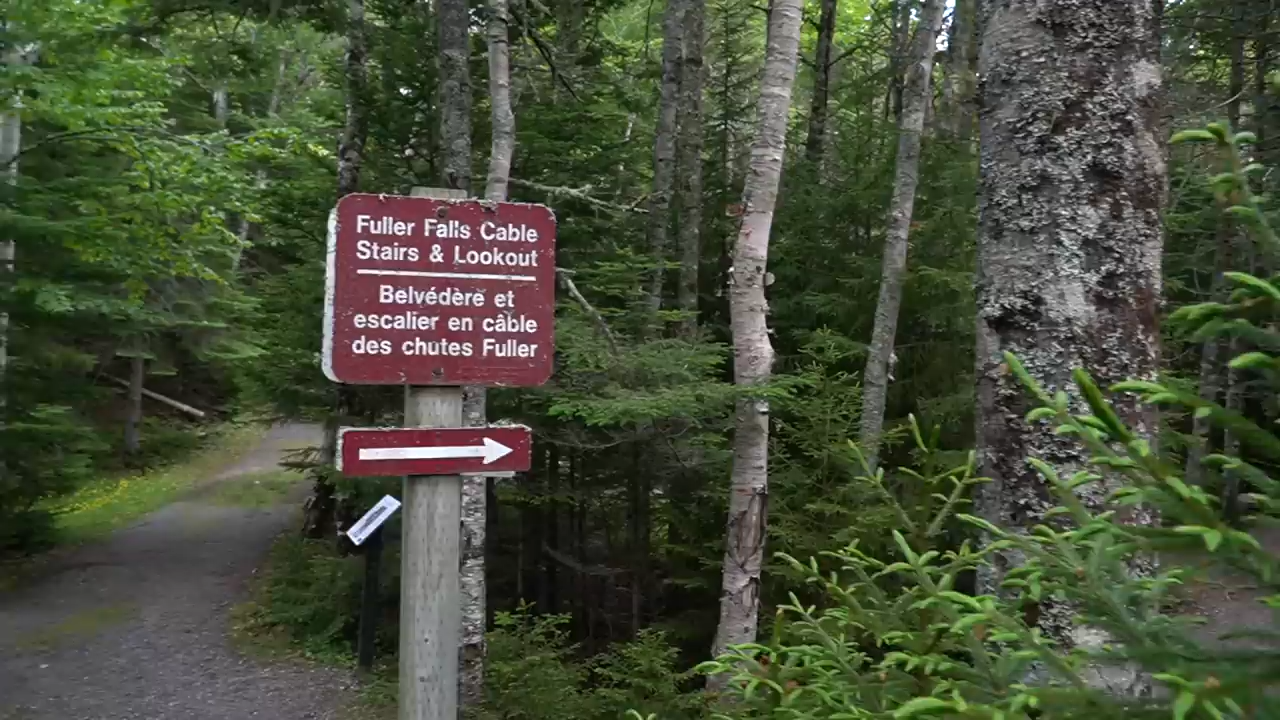 Fuller Falls Cable
Stairs & Lookout
Belvédère et
escalier en câble
des chutes Fuller